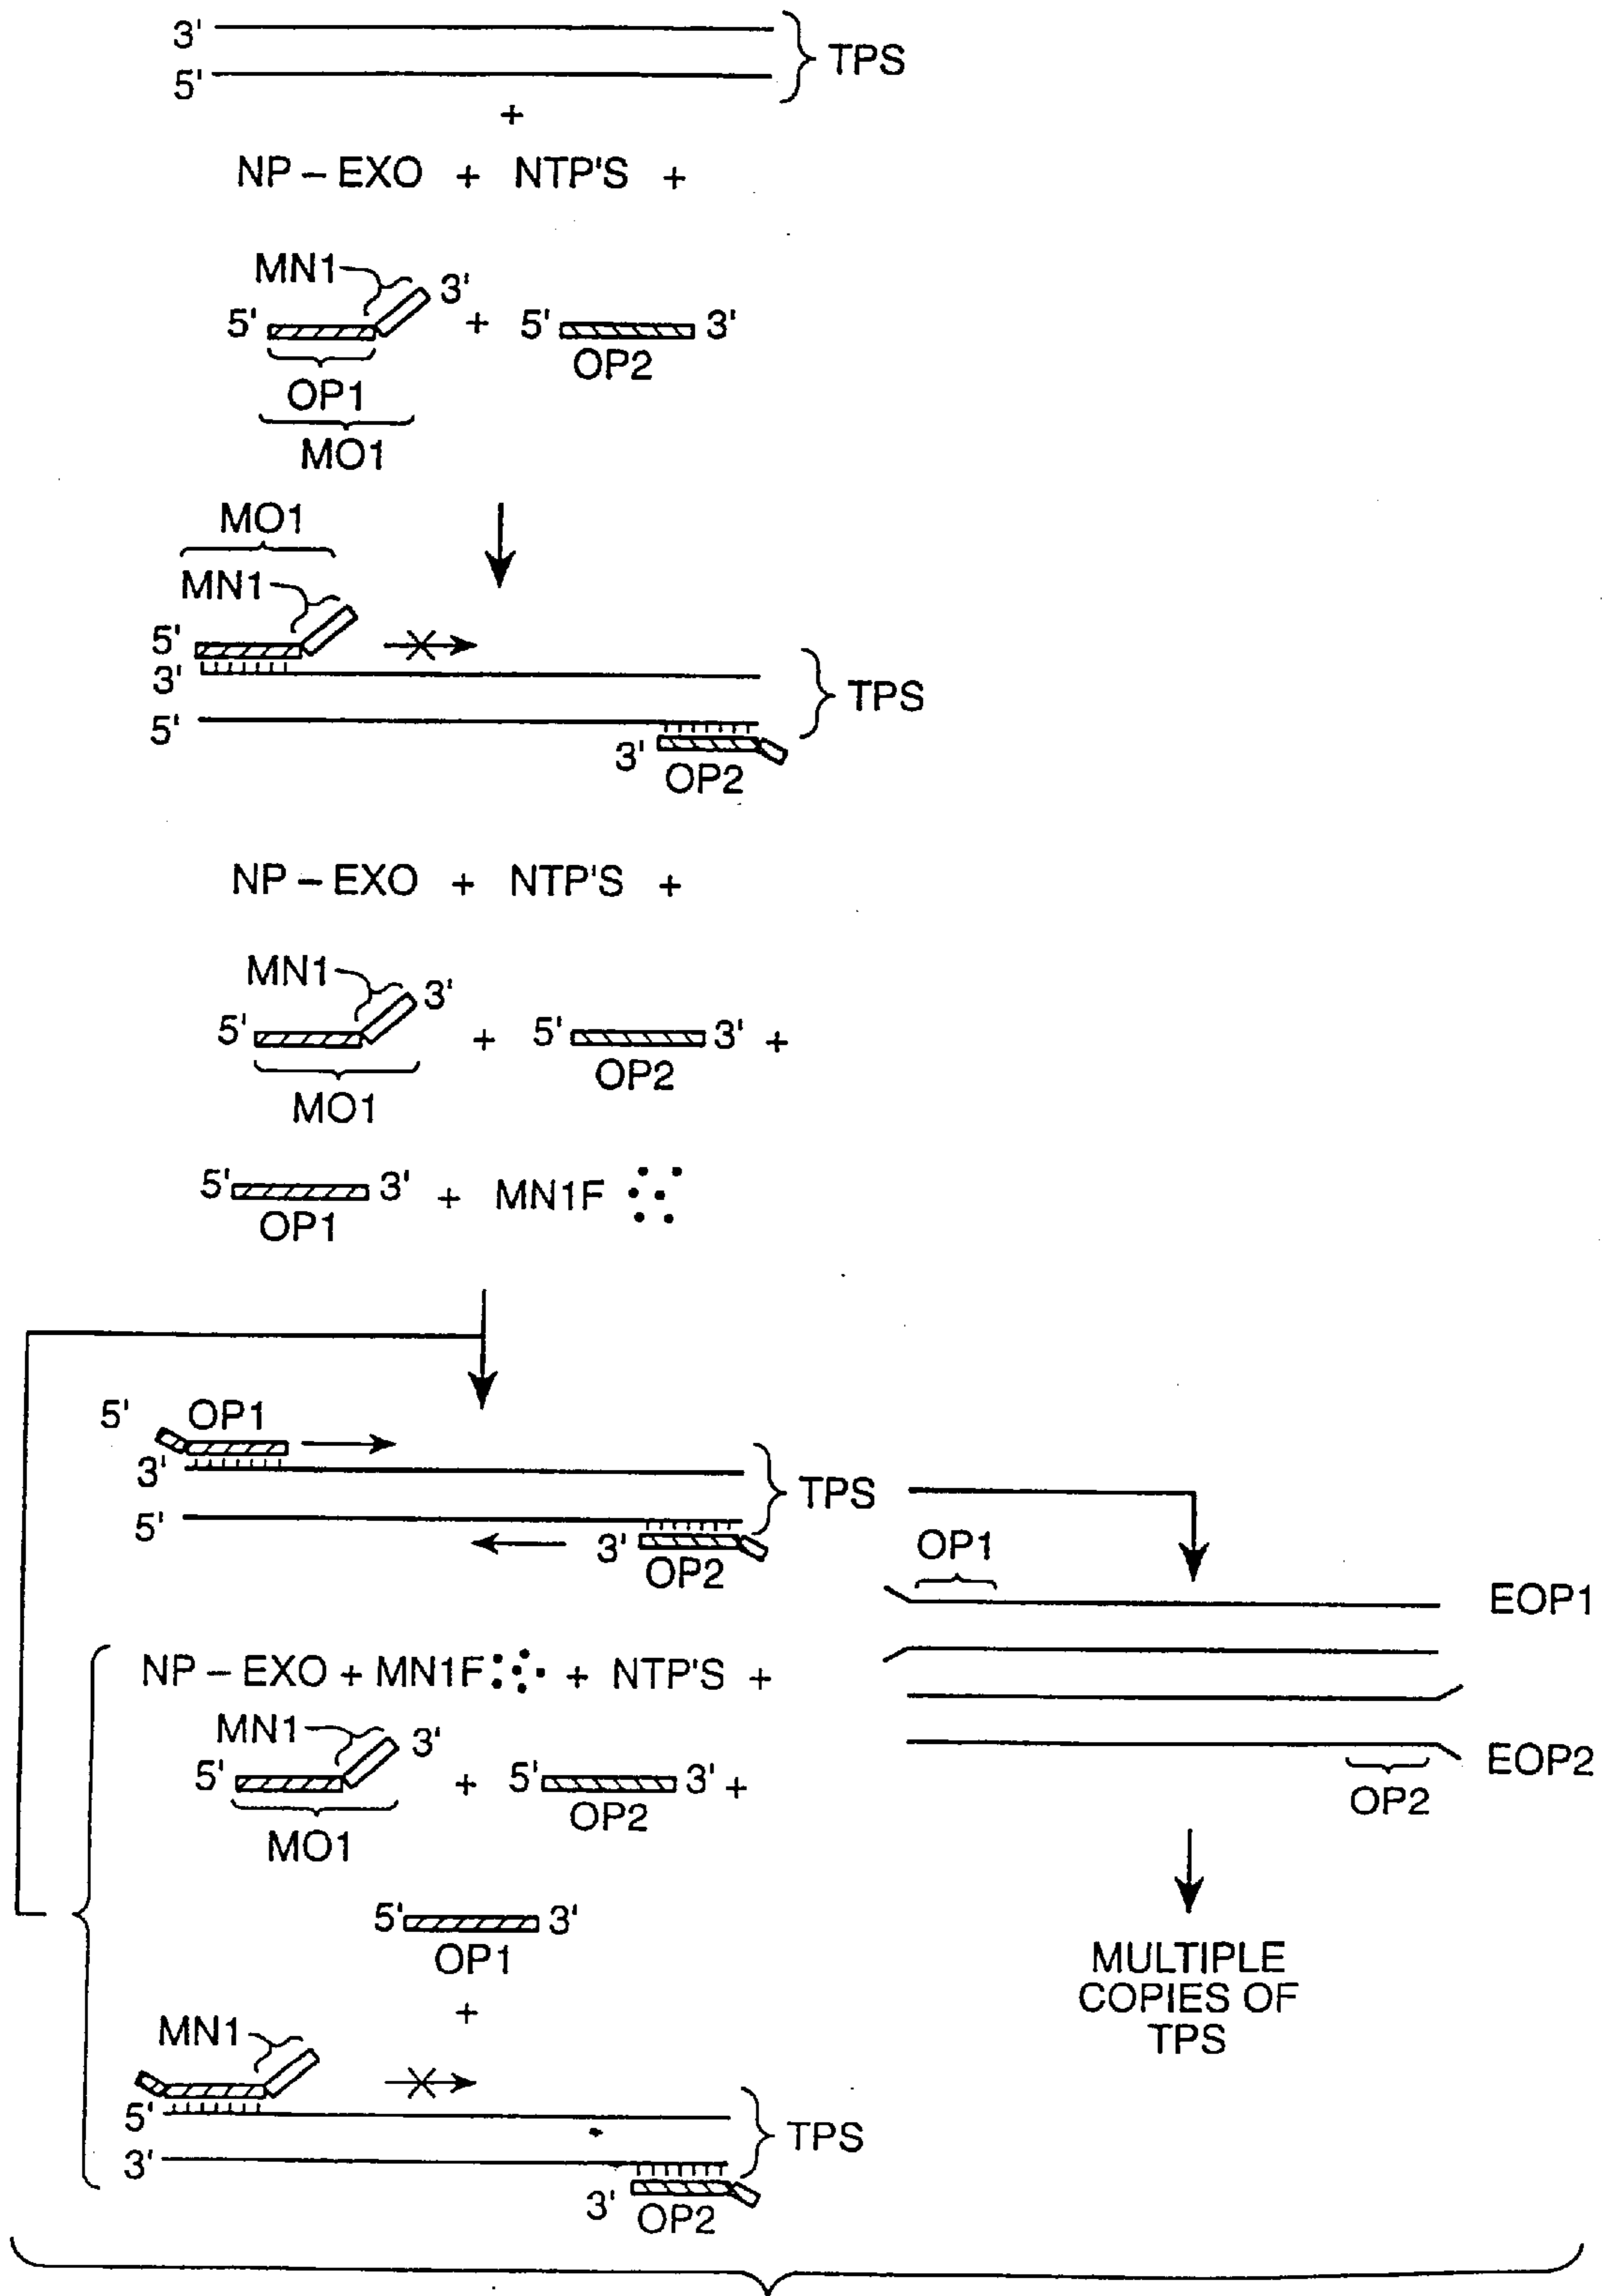 3'
TPS
5'
+
NP – EXO + NTP'S +
MN1
3'
5' + 5' 3'
OP2
OP1
MO1
MO1
MN1
5'
3'
TPS
5'
3'
OP2
NP – EXO + NTP'S +
MN1
3'
5' + 5' 3' +
OP2
MO1
5' 3' + MN1F
OP1
5' OP1
3'
TPS
5'
3'
OP2
OP1
EOP1
NP – EXO + MN1F + NTP'S +
MN1
3'
EOP2
5' + 5' 3' +
OP2
OP2
MO1
5' 3'
OP1
MULTIPLE
COPIES OF
TPS
+
MN1
5'
TPS
3'
3'
OP2